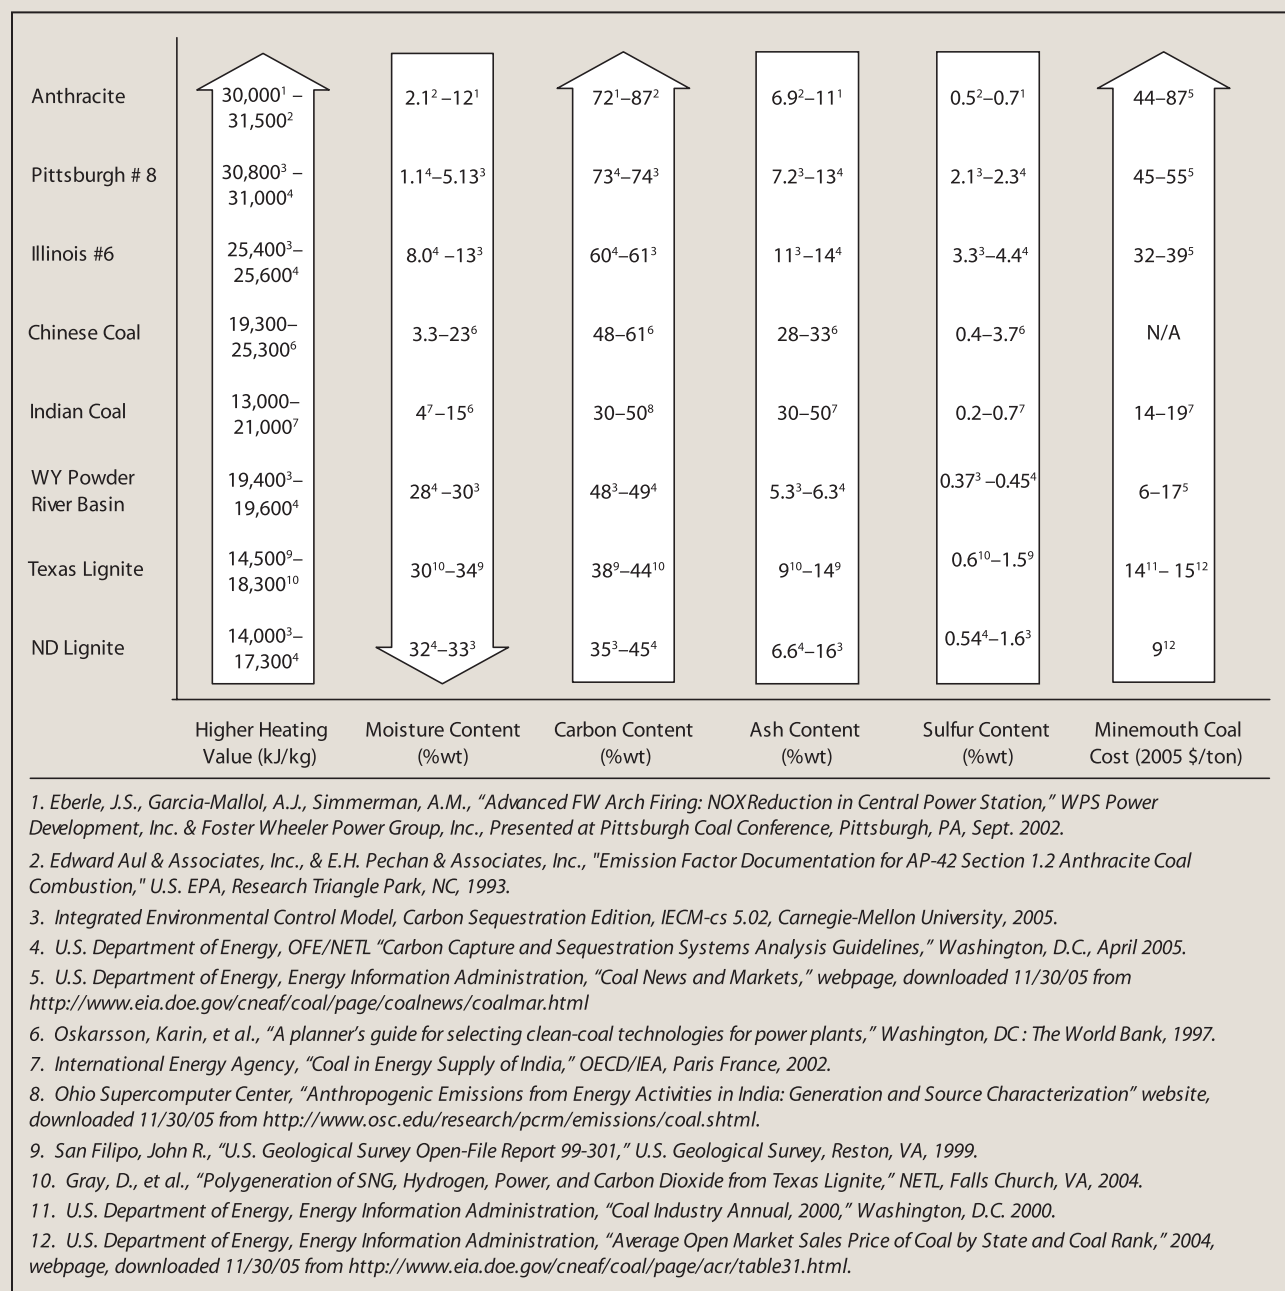 Anthracite 30,000¹ – 2.1² –12¹ 72¹–87² 6.9²–11¹ 0.5²–0.7¹ 44–87⁵
31,500²
Pittsburgh # 8 30,800³ – 1.1⁴–5.13³ 73⁴–74³ 7.2³–13⁴ 2.1³–2.3⁴ 45–55⁵
31,000⁴
Illinois #6 25,400³– 8.0⁴ –13³ 60⁴–61³ 11³–14⁴ 3.3³–4.4⁴ 32–39⁵
25,600⁴
Chinese Coal 19,300– 3.3–23⁶ 48–61⁶ 28–33⁶ 0.4–3.7⁶ N/A
25,300⁶
Indian Coal 13,000– 4⁷–15⁶ 30–50⁸ 30–50⁷ 0.2–0.7⁷ 14–19⁷
21,000⁷
WY Powder 19,400³– 28⁴ –30³ 48³–49⁴ 5.3³–6.3⁴ 0.37³ –0.45⁴ 6–17⁵
River Basin 19,600⁴
Texas Lignite 14,500⁹– 30¹⁰–34⁹ 38⁹–44¹⁰ 9¹⁰–14⁹ 0.6¹⁰–1.5⁹ 14¹¹– 15¹²
18,300¹⁰
ND Lignite 14,000³– 32⁴–33³ 35³–45⁴ 6.6⁴–16³ 0.54⁴–1.6³ 9¹²
17,300⁴
Higher Heating Moisture Content Carbon Content Ash Content Sulfur Content Minemouth Coal
Value (kJ/kg) (%wt) (%wt) (%wt) (%wt) Cost (2005 $/ton)
1. Eberle, J.S., Garcia-Mallol, A.J., Simmerman, A.M., “Advanced FW Arch Firing: NOXReduction in Central Power Station,” WPS Power
Development, Inc. & Foster Wheeler Power Group, Inc., Presented at Pittsburgh Coal Conference, Pittsburgh, PA, Sept. 2002.
2. Edward Aul & Associates, Inc., & E.H. Pechan & Associates, Inc., "Emission Factor Documentation for AP-42 Section 1.2 Anthracite Coal
Combustion," U.S. EPA, Research Triangle Park, NC, 1993.
3. Integrated Environmental Control Model, Carbon Sequestration Edition, IECM-cs 5.02, Carnegie-Mellon University, 2005.
4. U.S. Department of Energy, OFE/NETL “Carbon Capture and Sequestration Systems Analysis Guidelines,” Washington, D.C., April 2005.
5. U.S. Department of Energy, Energy Information Administration, “Coal News and Markets,” webpage, downloaded 11/30/05 from
http://www.eia.doe.gov/cneaf/coal/page/coalnews/coalmar.html
6. Oskarsson, Karin, et al., “A planner’s guide for selecting clean-coal technologies for power plants,” Washington, DC : The World Bank, 1997.
7. International Energy Agency, “Coal in Energy Supply of India,” OECD/IEA, Paris France, 2002.
8. Ohio Supercomputer Center, “Anthropogenic Emissions from Energy Activities in India: Generation and Source Characterization” website,
downloaded 11/30/05 from http://www.osc.edu/research/pcrm/emissions/coal.shtml.
9. San Filipo, John R., “U.S. Geological Survey Open-File Report 99-301,” U.S. Geological Survey, Reston, VA, 1999.
10. Gray, D., et al., “Polygeneration of SNG, Hydrogen, Power, and Carbon Dioxide from Texas Lignite,” NETL, Falls Church, VA, 2004.
11. U.S. Department of Energy, Energy Information Administration, “Coal Industry Annual, 2000,” Washington, D.C. 2000.
12. U.S. Department of Energy, Energy Information Administration, “Average Open Market Sales Price of Coal by State and Coal Rank,” 2004,
webpage, downloaded 11/30/05 from http://www.eia.doe.gov/cneaf/coal/page/acr/table31.html.